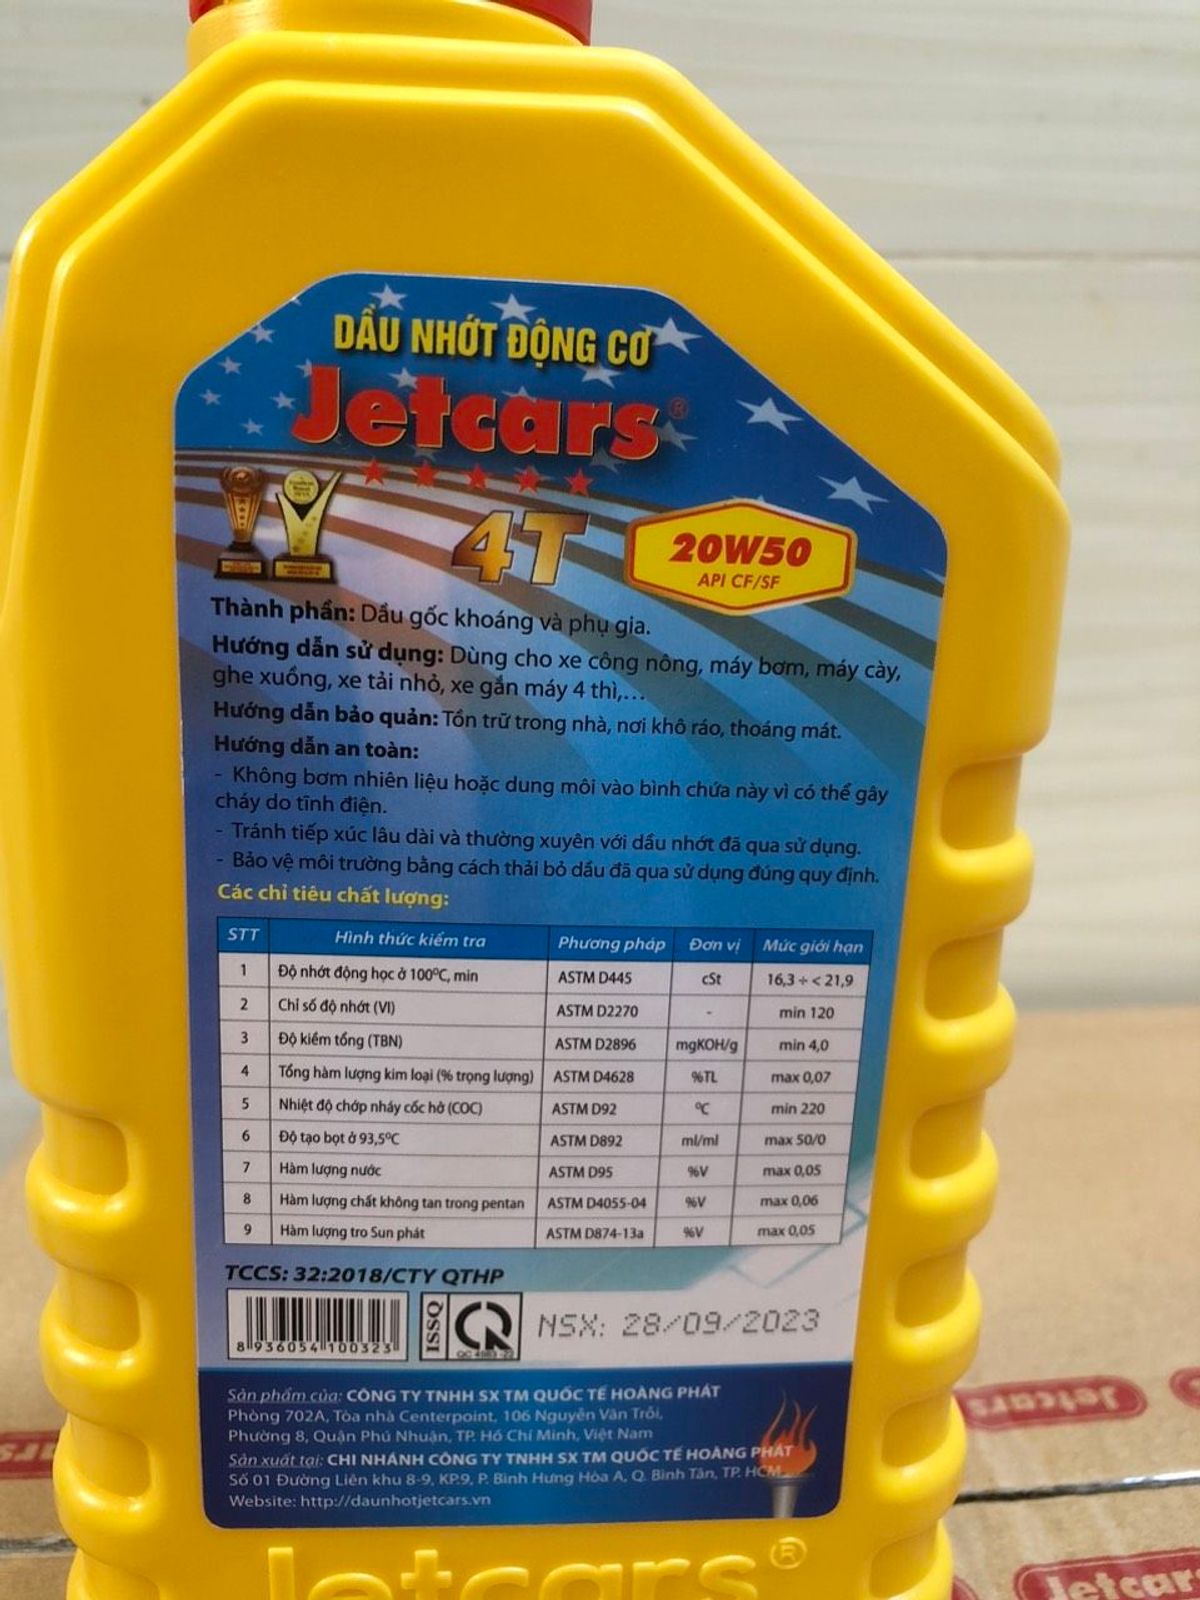 DẦU NHỚT ĐỘNG CƠ
Jetcars®
4T
20W50
API CF/SF
Thành phần: Dầu gốc khoáng và phụ gia.
Hướng dẫn sử dụng: Dùng cho xe công nông, máy bơm, máy cày,
ghe xuồng, xe tải nhỏ, xe gắn máy 4 thì,...
Hướng dẫn bảo quản: Tồn trữ trong nhà, nơi khô ráo, thoáng mát.
Hướng dẫn an toàn:
- Không bơm nhiên liệu hoặc dung môi vào bình chứa này vì có thể gây
cháy do tĩnh điện.
- Tránh tiếp xúc lâu dài và thường xuyên với dầu nhớt đã qua sử dụng.
- Bảo vệ môi trường bằng cách thải bỏ dầu đã qua sử dụng đúng quy định.
Các chỉ tiêu chất lượng:
STT Hình thức kiểm tra Phương pháp Đơn vị Mức giới hạn
1 Độ nhớt động học ở 100ºC, min ASTM D445 cSt 16,3 ÷ < 21,9
2 Chỉ số độ nhớt (VI) ASTM D2270 - min 120
3 Độ kiềm tổng (TBN) ASTM D2896 mgKOH/g min 4,0
4 Tổng hàm lượng kim loại (% trọng lượng) ASTM D4628 %TL max 0,07
5 Nhiệt độ chớp nháy cốc hở (COC) ASTM D92 ºC min 220
6 Độ tạo bọt ở 93,5ºC ASTM D892 ml/ml max 50/0
7 Hàm lượng nước ASTM D95 %V max 0,05
8 Hàm lượng chất không tan trong pentan ASTM D4055-04 %V max 0,06
9 Hàm lượng tro Sun phát ASTM D874-13a %V max 0,05
TCCS: 32:2018/CTY QTHP
8 936054 100323
ISSQ
NSX: 28/09/2023
Sản phẩm của: CÔNG TY TNHH SX TM QUỐC TẾ HOÀNG PHÁT
Phòng 702A, Tòa nhà Centerpoint, 106 Nguyễn Văn Trỗi,
Phường 8, Quận Phú Nhuận, TP. Hồ Chí Minh, Việt Nam
Sản xuất tại: CHI NHÁNH CÔNG TY TNHH SX TM QUỐC TẾ HOÀNG PHÁT
Số 01 Đường Liên khu 8-9, KP.9, P. Bình Hưng Hòa A, Q. Bình Tân, TP. HCM
Website: http://daunhotjetcars.vn
Jetcars®
Jetcars
Jetcars